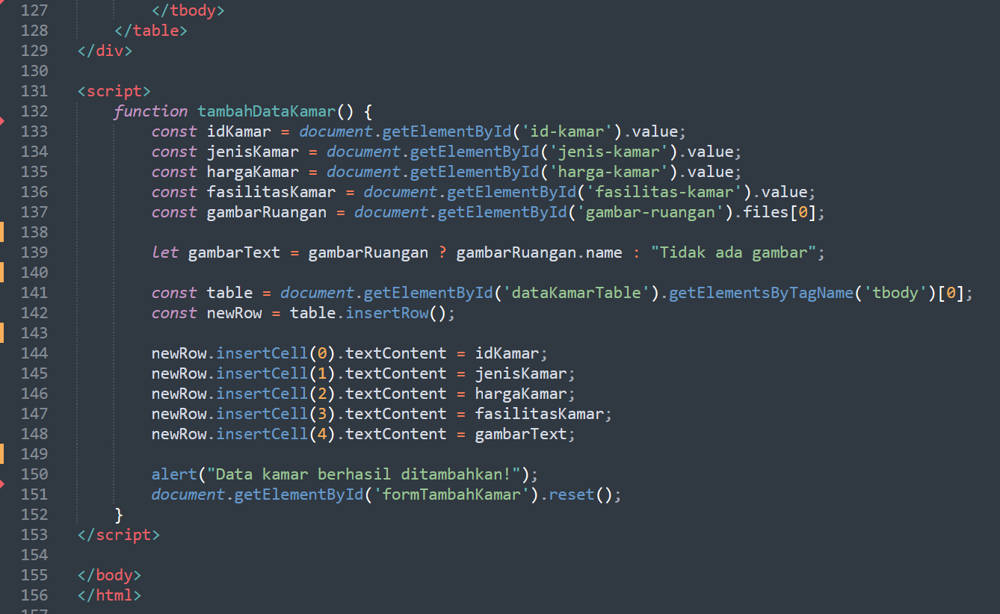 127 </tbody>
128 </table>
129 </div>
130
131 <script>
132 function tambahDataKamar() {
133 const idKamar = document.getElementById('id-kamar').value;
134 const jenisKamar = document.getElementById('jenis-kamar').value;
135 const hargaKamar = document.getElementById('harga-kamar').value;
136 const fasilitasKamar = document.getElementById('fasilitas-kamar').value;
137 const gambarRuangan = document.getElementById('gambar-ruangan').files[0];
138
139 let gambarText = gambarRuangan ? gambarRuangan.name : "Tidak ada gambar";
140
141 const table = document.getElementById('dataKamarTable').getElementsByTagName('tbody')[0];
142 const newRow = table.insertRow();
143
144 newRow.insertCell(0).textContent = idKamar;
145 newRow.insertCell(1).textContent = jenisKamar;
146 newRow.insertCell(2).textContent = hargaKamar;
147 newRow.insertCell(3).textContent = fasilitasKamar;
148 newRow.insertCell(4).textContent = gambarText;
149
150 alert("Data kamar berhasil ditambahkan!");
151 document.getElementById('formTambahKamar').reset();
152 }
153 </script>
154
155 </body>
156 </html>
157